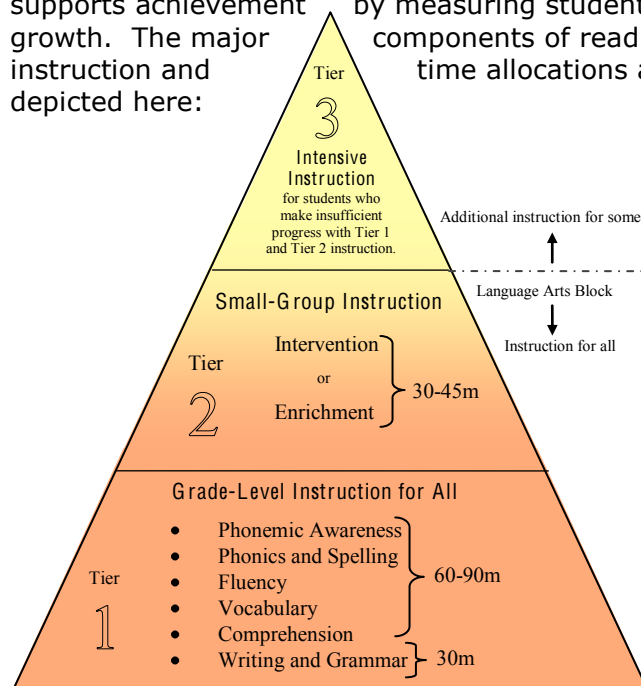 supports achievement by measuring student
growth. The major components of read
instruction and time allocations a
depicted here:
Tier
3
Intensive
Instruction
for students who
make insufficient
progress with Tier 1
and Tier 2 instruction.
Additional instruction for some
Language Arts Block
Instruction for all
Small-Group Instruction
Tier
2
Intervention
or
Enrichment
30-45m
Grade-Level Instruction for All
Tier
1
• Phonemic Awareness
• Phonics and Spelling
• Fluency
• Vocabulary
• Comprehension
60-90m
• Writing and Grammar
30m